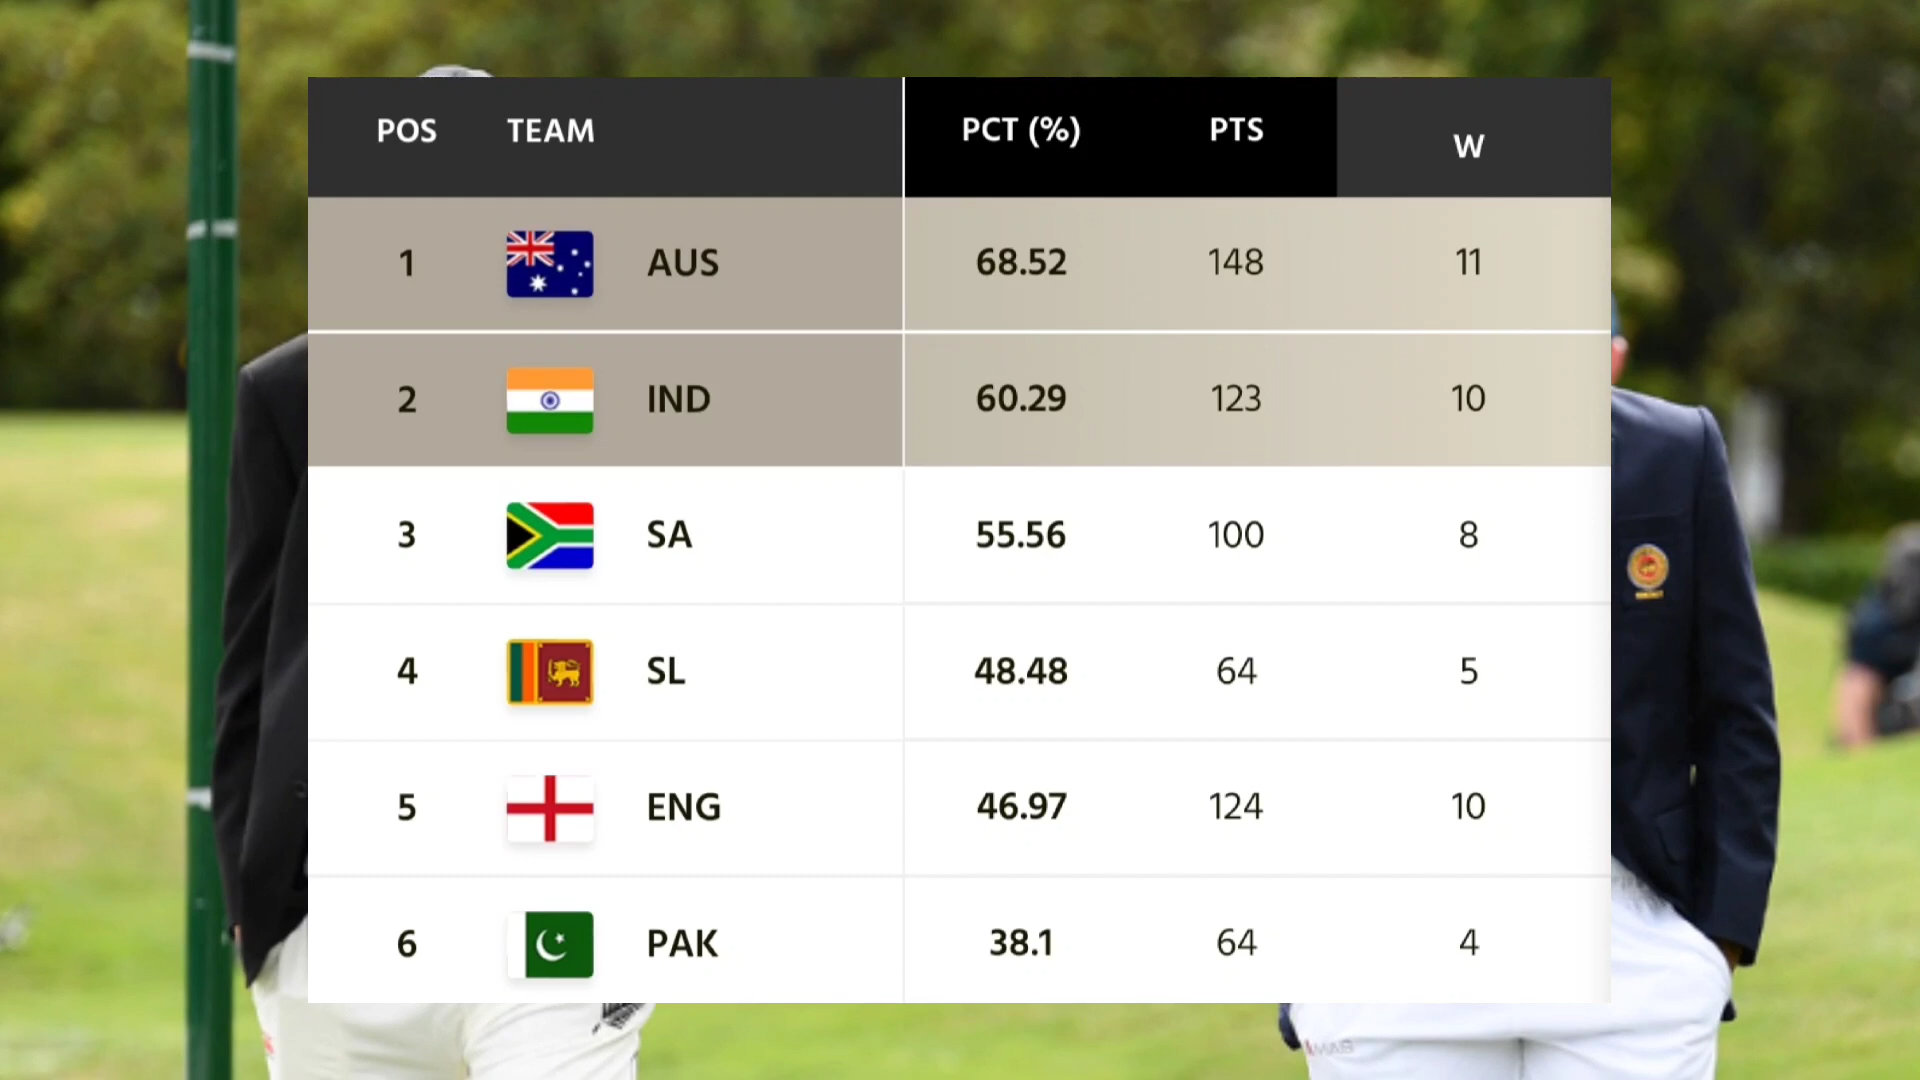 POS TEAM PCT (%) PTS W
1 AUS 68.52 148 11
2 IND 60.29 123 10
3 SA 55.56 100 8
4 SL 48.48 64 5
5 ENG 46.97 124 10
6 PAK 38.1 64 4
MAS